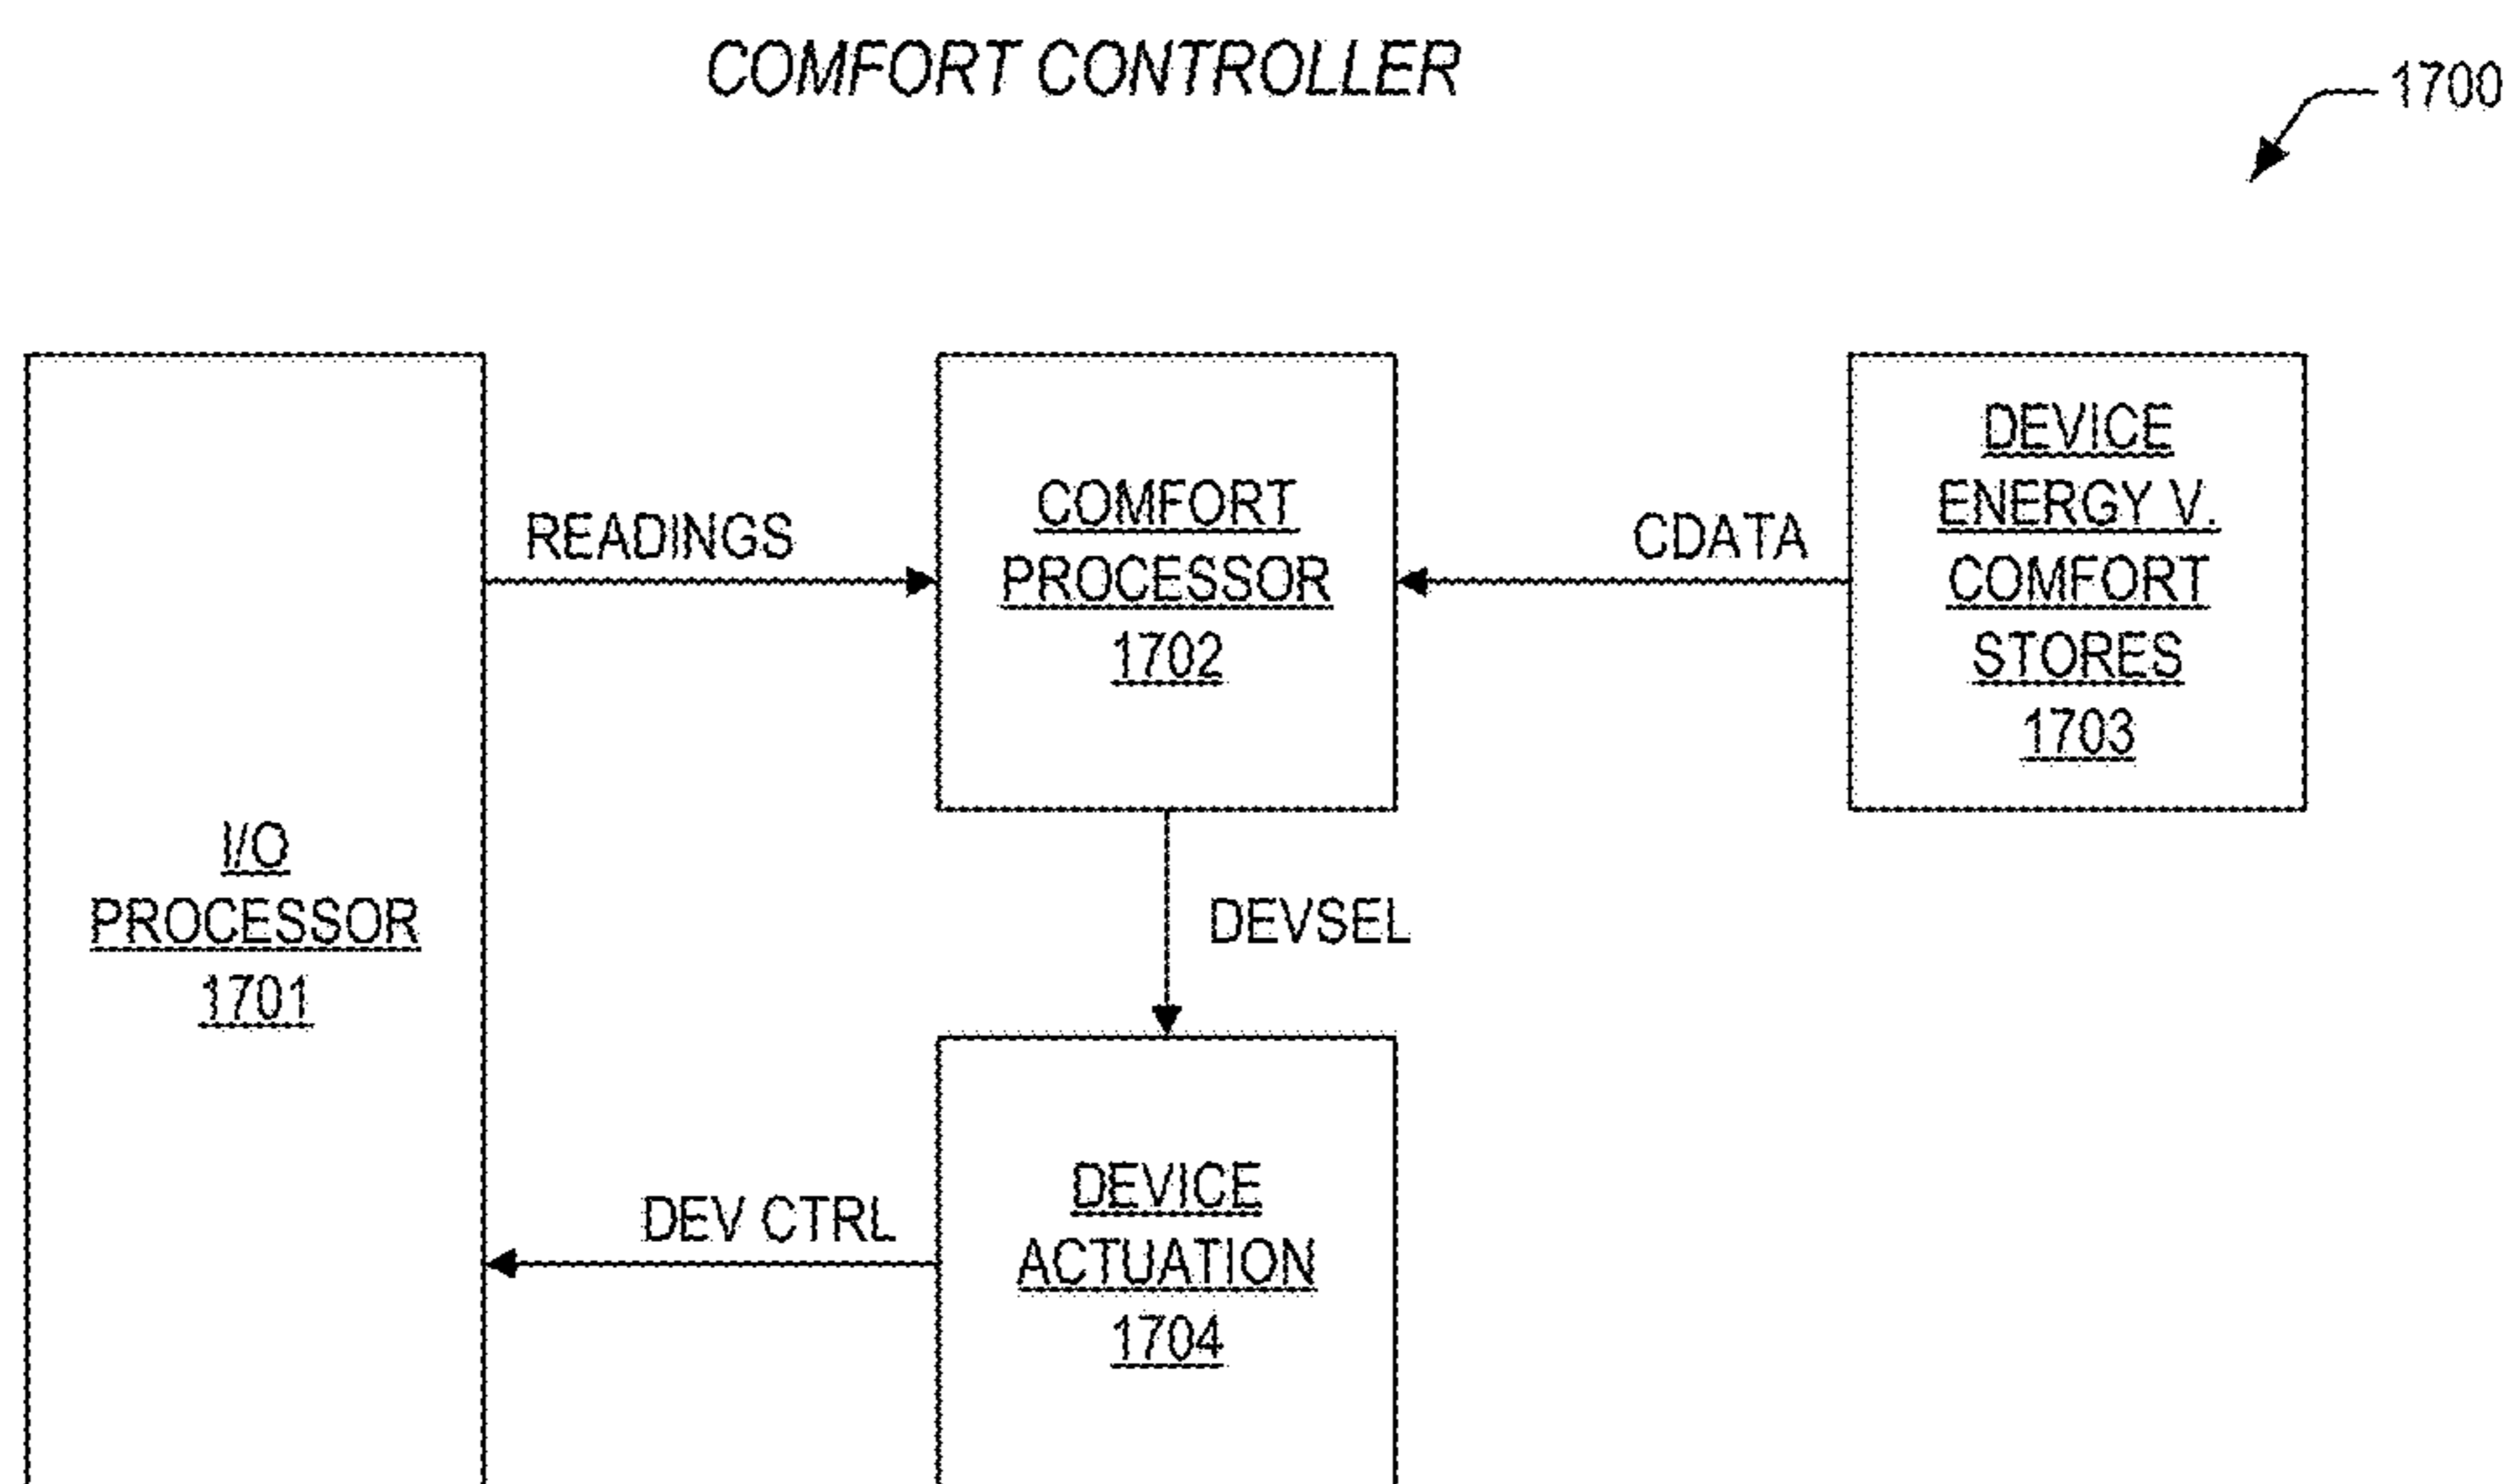 COMFORT CONTROLLER
1700
I/O
PROCESSOR
1701
READINGS
COMFORT
PROCESSOR
1702
CDATA
DEVICE
ENERGY V.
COMFORT
STORES
1703
DEVSEL
DEV CTRL
DEVICE
ACTUATION
1704